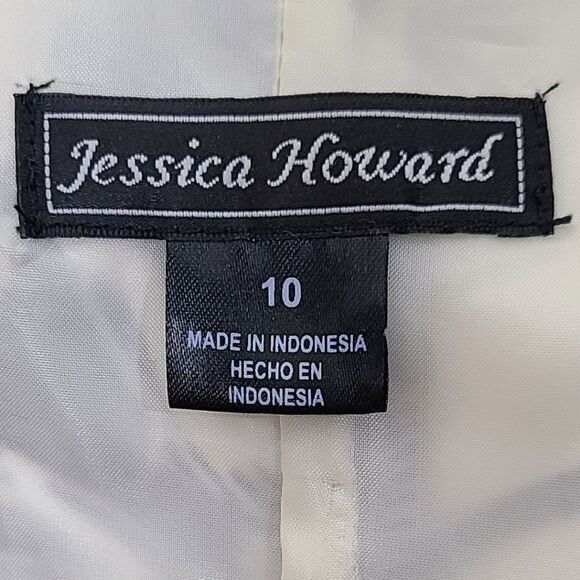 Jessica Howard
10
MADE IN INDONESIA
HECHO EN
INDONESIA